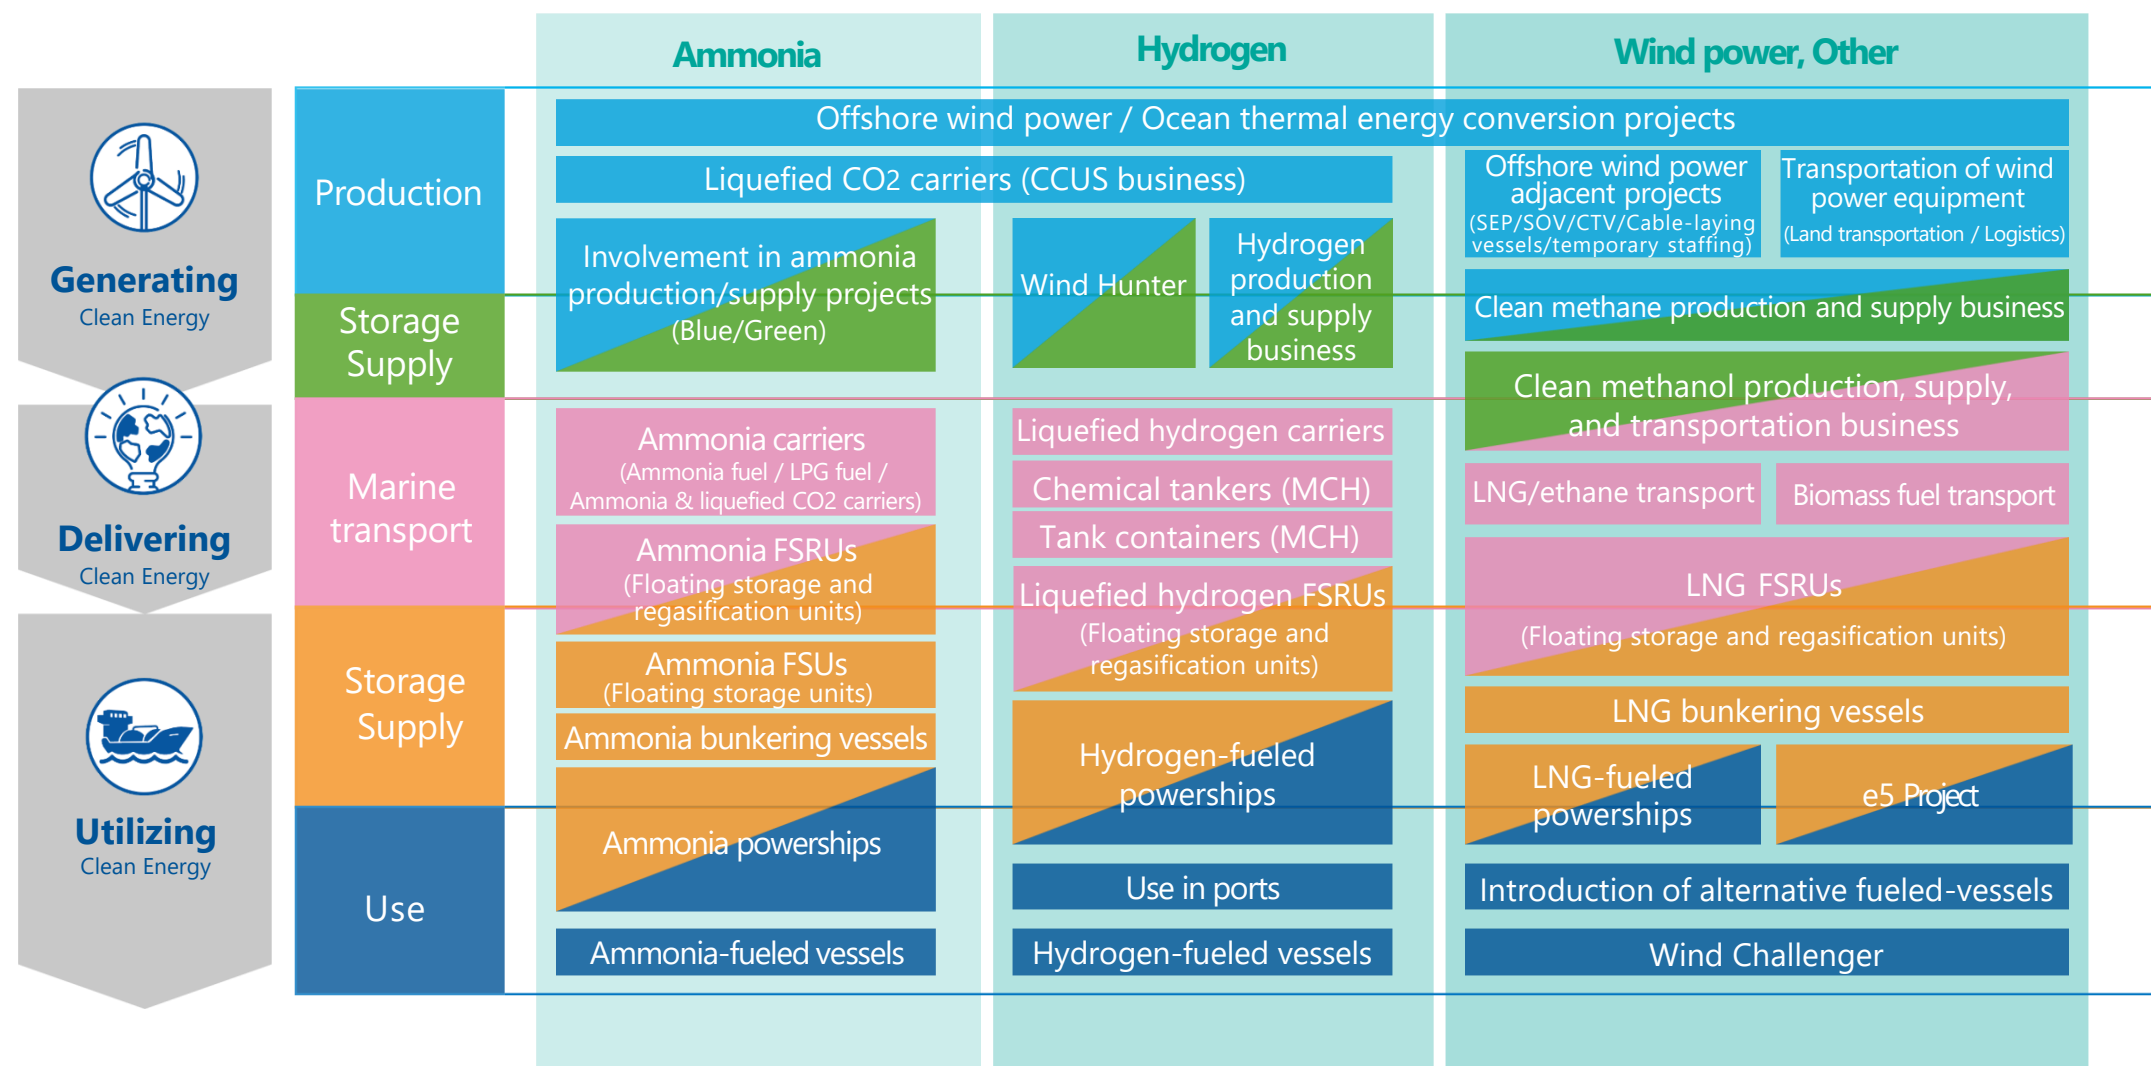 Ammonia
Hydrogen
Wind power, Other
Generating
Clean Energy
Delivering
Clean Energy
Utilizing
Clean Energy
Production
Storage
Supply
Marine
transport
Storage
Supply
Use
Offshore wind power / Ocean thermal energy conversion projects
Liquefied CO2 carriers (CCUS business)
Involvement in ammonia
production/supply projects
(Blue/Green)
Ammonia carriers
(Ammonia fuel / LPG fuel /
Ammonia & liquefied CO2 carriers)
Ammonia FSRUs
(Floating storage and
regasification units)
Ammonia FSUs
(Floating storage units)
Ammonia bunkering vessels
Ammonia powerships
Ammonia-fueled vessels
Wind Hunter
Hydrogen
production
and supply
business
Liquefied hydrogen carriers
Chemical tankers (MCH)
Tank containers (MCH)
Liquefied hydrogen FSRUs
(Floating storage and
regasification units)
Hydrogen-fueled
powerships
Use in ports
Hydrogen-fueled vessels
Offshore wind power
adjacent projects
(SEP/SOV/CTV/Cable-laying
vessels/temporary staffing)
Transportation of wind
power equipment
(Land transportation / Logistics)
Clean methane production and supply business
Clean methanol production, supply,
and transportation business
LNG/ethane transport
Biomass fuel transport
LNG FSRUs
(Floating storage and regasification units)
LNG bunkering vessels
LNG-fueled
powerships
e5 Project
Introduction of alternative fueled-vessels
Wind Challenger